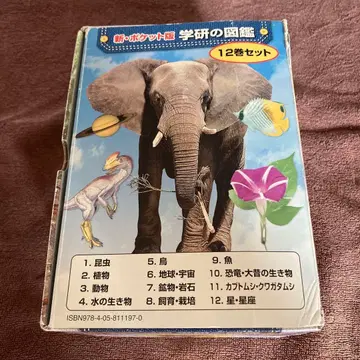 新・ポケット版 学研の図鑑
12巻セット
1. 昆虫
2. 植物
3. 動物
4. 水の生き物
5. 鳥
6. 地球・宇宙
7. 鉱物・岩石
8. 飼育・栽培
9. 魚
10. 恐竜・大昔の生き物
11. カブトムシ・クワガタムシ
12. 星・星座
ISBN978-4-05-811197-0